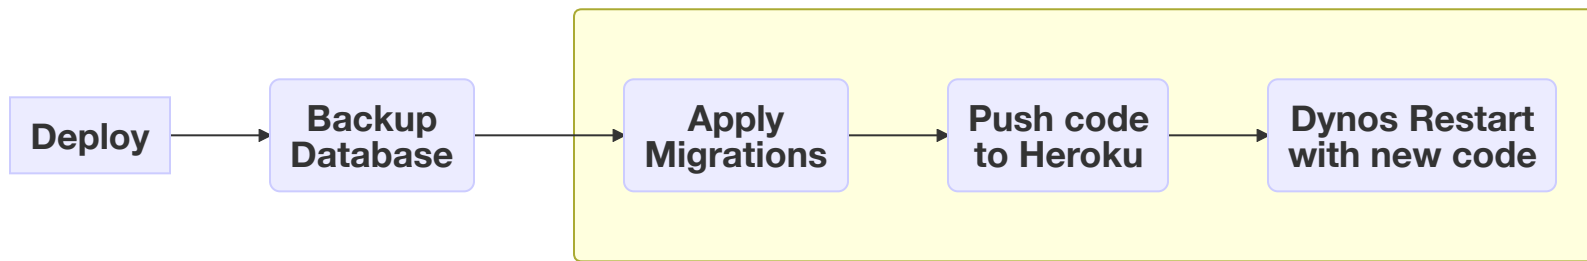 Deploy
Backup
Database
Apply
Migrations
Push code
to Heroku
Dynos Restart
with new code